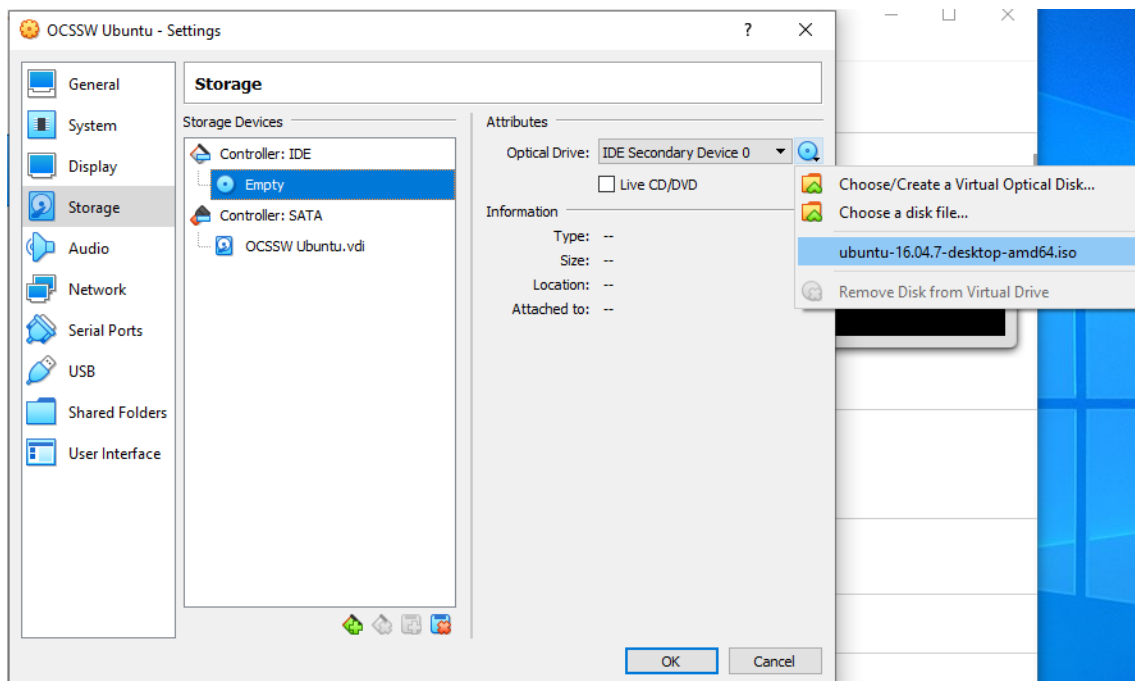 OCSSW Ubuntu - Settings
?
General
System
Display
Storage
Audio
Network
Serial Ports
USB
Shared Folders
User Interface
Storage
Storage Devices
Controller: IDE
Empty
Controller: SATA
OCSSW Ubuntu.vdi
Attributes
Optical Drive: IDE Secondary Device 0
Live CD/DVD
Information
Type: --
Size: --
Location: --
Attached to: --
Choose/Create a Virtual Optical Disk...
Choose a disk file...
ubuntu-16.04.7-desktop-amd64.iso
Remove Disk from Virtual Drive
OK Cancel